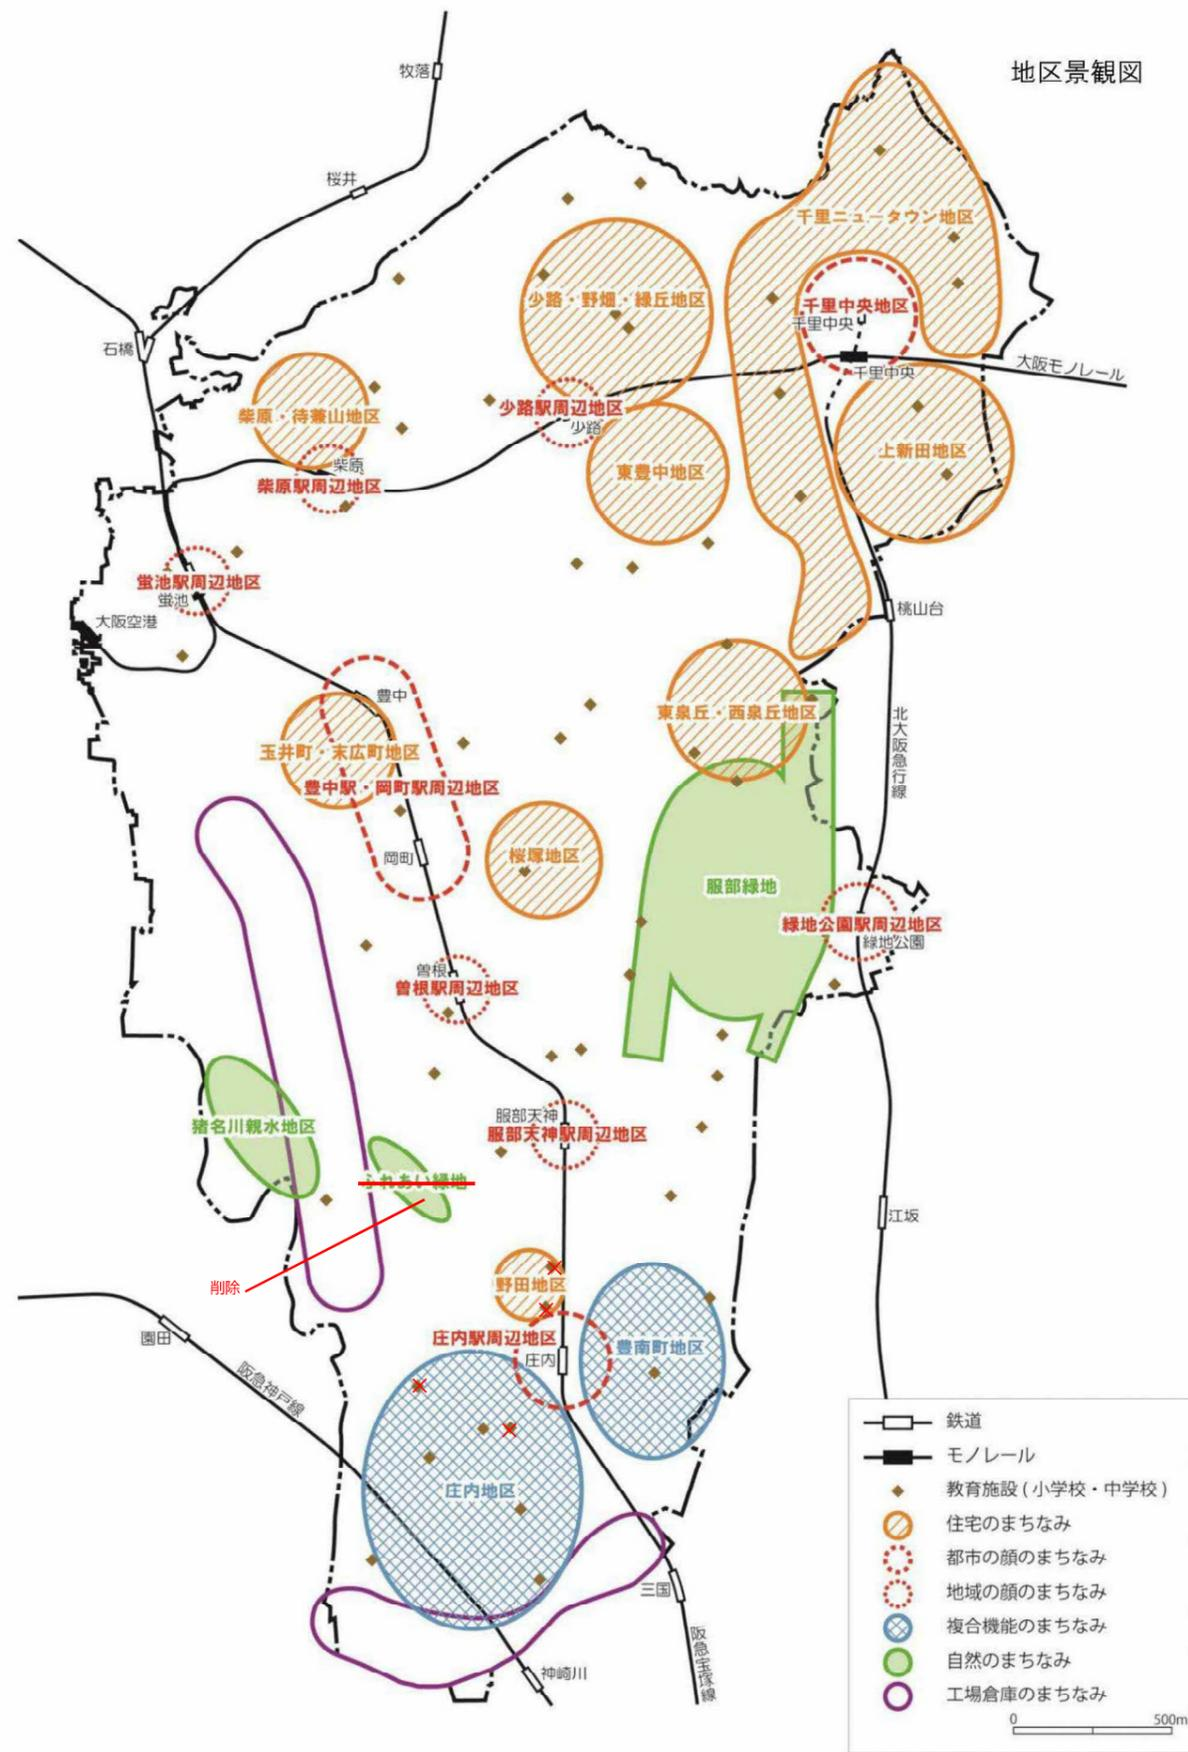 地区景観図
牧落
桜井
石橋
千里ニュータウン地区
少路・野畑・緑丘地区
千里中央地区
千里中央
千里中央
大阪モノレール
柴原・待兼山地区
少路駅周辺地区
少路
柴原
柴原駅周辺地区
東豊中地区
上新田地区
蛍池駅周辺地区
蛍池
大阪空港
桃山台
豊中
東泉丘・西泉丘地区
北大阪急行線
玉井町・末広町地区
豊中駅・岡町駅周辺地区
岡町
桜塚地区
服部緑地
緑地公園駅周辺地区
緑地公園
曽根
曽根駅周辺地区
猪名川親水地区
服部天神
服部天神駅周辺地区
ふれあい緑地
削除
江坂
野田地区
園田
庄内駅周辺地区
庄内
豊南町地区
阪急神戸線
庄内地区
三国
阪急宝塚線
神崎川
鉄道
モノレール
教育施設(小学校・中学校)
住宅のまちなみ
都市の顔のまちなみ
地域の顔のまちなみ
複合機能のまちなみ
自然のまちなみ
工場倉庫のまちなみ
0 500m